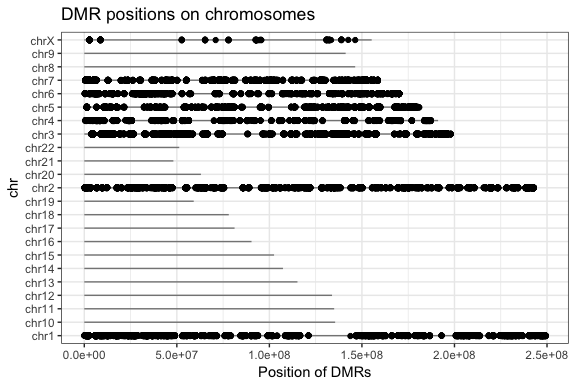 DMR positions on chromosomes
chr
chrX
chr9
chr8
chr7
chr6
chr5
chr4
chr3
chr22
chr21
chr20
chr2
chr19
chr18
chr17
chr16
chr15
chr14
chr13
chr12
chr11
chr10
chr1
0.0e+00 5.0e+07 1.0e+08 1.5e+08 2.0e+08 2.5e+08
Position of DMRs